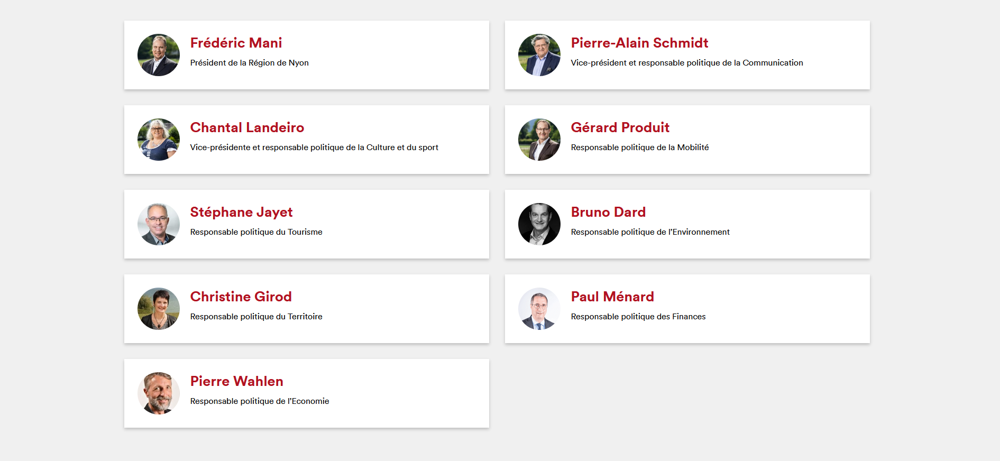 Frédéric Mani
Président de la Région de Nyon
Pierre-Alain Schmidt
Vice-président et responsable politique de la Communication
Chantal Landeiro
Vice-présidente et responsable politique de la Culture et du sport
Gérard Produit
Responsable politique de la Mobilité
Stéphane Jayet
Responsable politique du Tourisme
Bruno Dard
Responsable politique de l’Environnement
Christine Girod
Responsable politique du Territoire
Paul Ménard
Responsable politique des Finances
Pierre Wahlen
Responsable politique de l’Economie